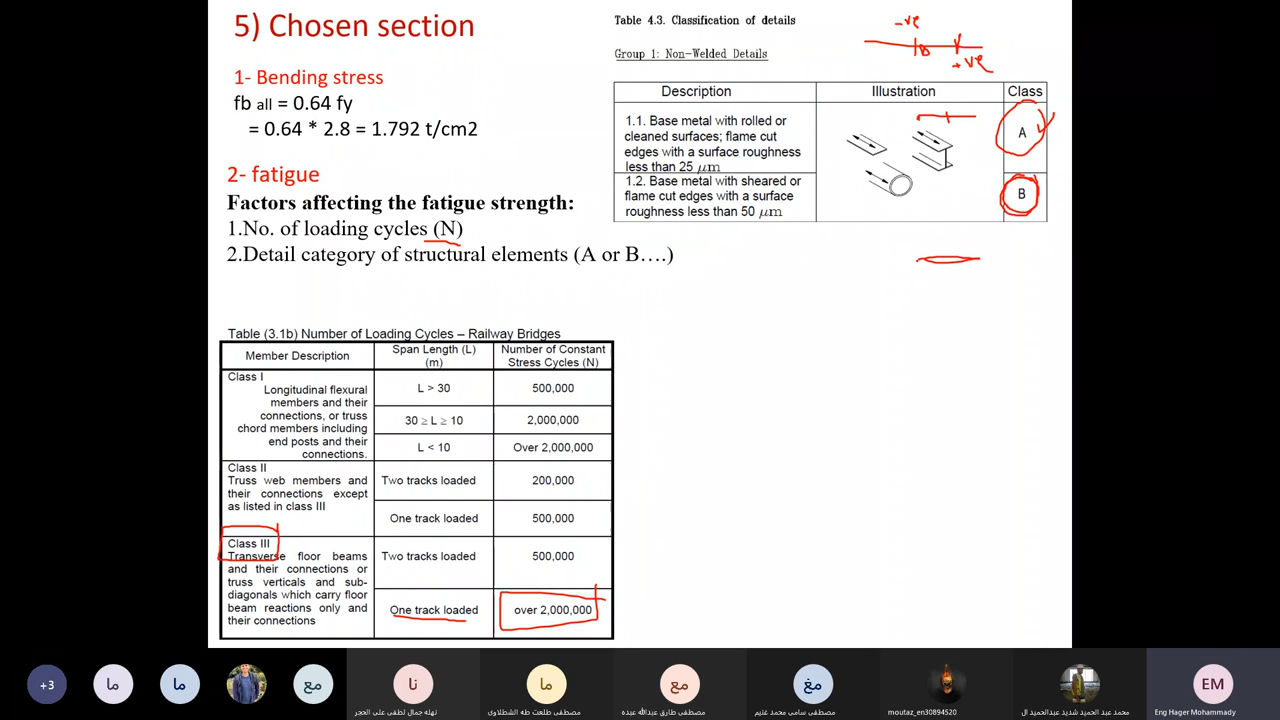 5) Chosen section
1- Bending stress
fb all = 0.64 fy
= 0.64 * 2.8 = 1.792 t/cm2
2- fatigue
Factors affecting the fatigue strength:
1.No. of loading cycles (N)
2.Detail category of structural elements (A or B….)
Table 4.3. Classification of details
Group 1: Non-Welded Details
-ve
+ve
Description
Illustration
Class
1.1. Base metal with rolled or
cleaned surfaces; flame cut
edges with a surface roughness
less than 25 μm
A
1.2. Base metal with sheared or
flame cut edges with a surface
roughness less than 50 μm
B
Table (3.1b) Number of Loading Cycles – Railway Bridges
Member Description
Span Length (L)
(m)
Number of Constant
Stress Cycles (N)
Class I
Longitudinal flexural
members and their
connections, or truss
chord members including
end posts and their
connections.
L > 30
500,000
30 ≥ L ≥ 10
2,000,000
L < 10
Over 2,000,000
Class II
Truss web members and
their connections except
as listed in class III
Two tracks loaded
200,000
One track loaded
500,000
Class III
Transverse floor beams
and their connections or
truss verticals and sub-
diagonals which carry floor
beam reactions only and
their connections
Two tracks loaded
500,000
One track loaded
over 2,000,000
+3
ما
ما
مع
نا
ما
مع
مغ
EM
نهله جمال لطفى على الحجر
مصطفى طلعت طه الشطلاوى
مصطفى طارق عبدالله عبده
مصطفى سامى محمد غنيم
moutaz_en30894520
محمد عبد الحميد شديد عبدالحميد ال
Eng Hager Mohammady